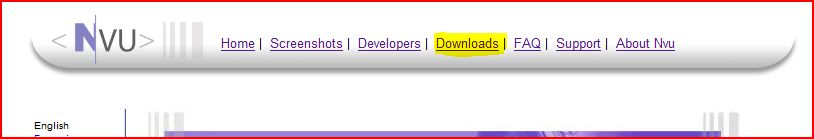 <NVU>
Home | Screenshots | Developers | Downloads | FAQ | Support | About Nvu
English